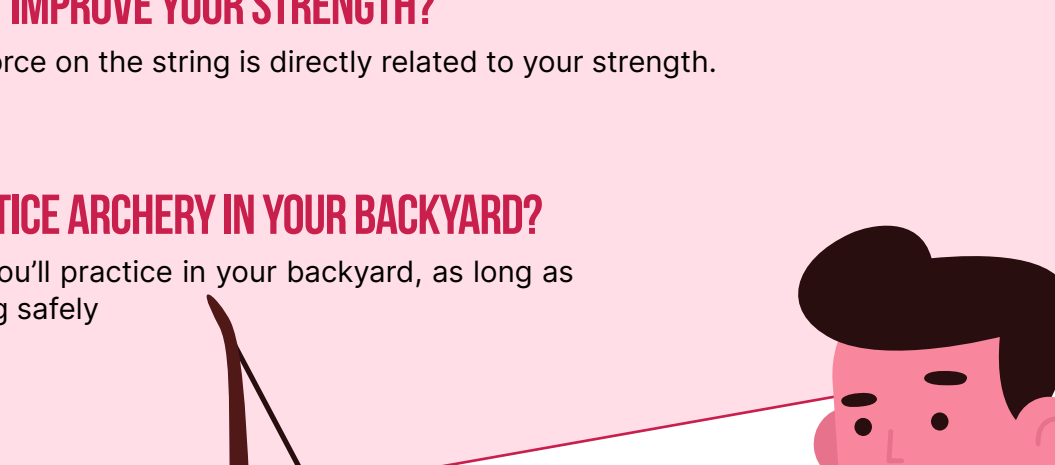 IMPROVE YOUR STRENGTH?
orce on the string is directly related to your strength.
TICE ARCHERY IN YOUR BACKYARD?
ou’ll practice in your backyard, as long as
g safely